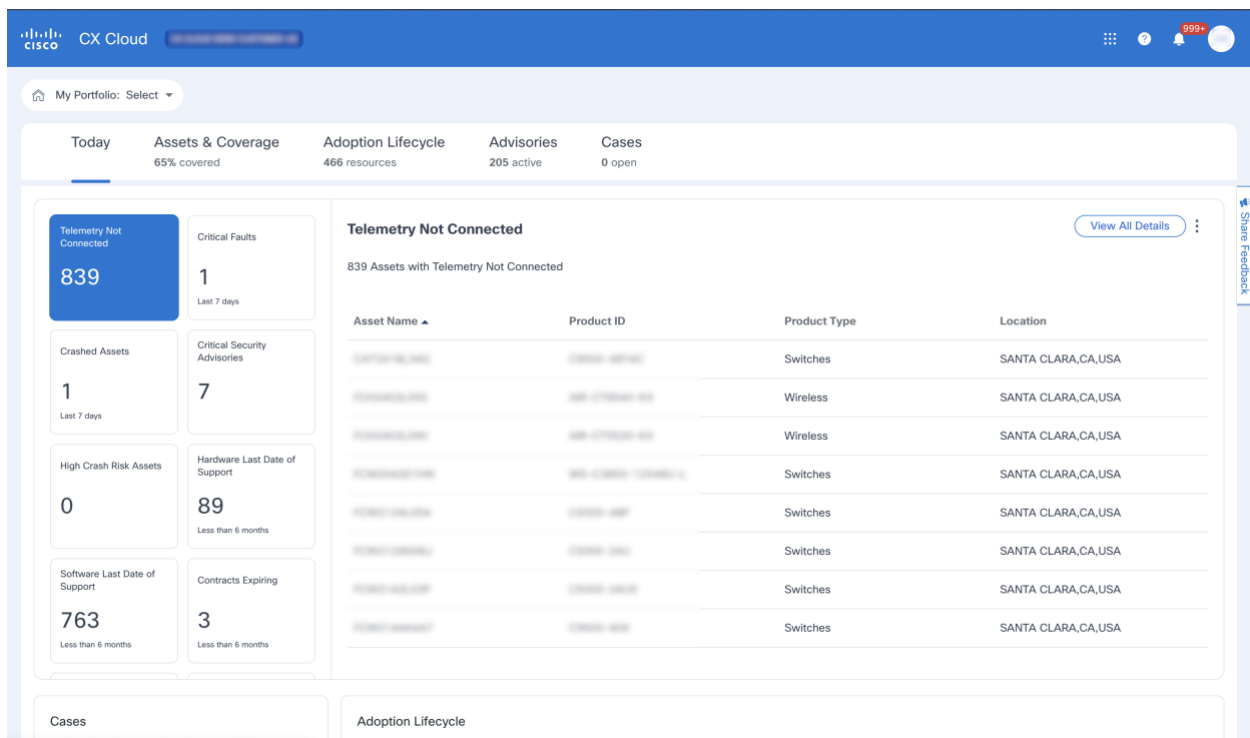 CISCO CX Cloud
999+
My Portfolio: Select
Today
65% covered
Assets & Coverage
Adoption Lifecycle
466 resources
Advisories
205 active
Cases
0 open
Share Feedback
Telemetry Not
Connected
839
Critical Faults
1
Last 7 days
Crashed Assets
1
Last 7 days
Critical Security
Advisories
7
High Crash Risk Assets
0
Hardware Last Date of
Support
89
Less than 6 months
Software Last Date of
Support
763
Less than 6 months
Contracts Expiring
3
Less than 6 months
Telemetry Not Connected
View All Details
839 Assets with Telemetry Not Connected
Asset Name Product ID Product Type Location
Switches SANTA CLARA,CA,USA
Wireless SANTA CLARA,CA,USA
Wireless SANTA CLARA,CA,USA
Switches SANTA CLARA,CA,USA
Switches SANTA CLARA,CA,USA
Switches SANTA CLARA,CA,USA
Switches SANTA CLARA,CA,USA
Switches SANTA CLARA,CA,USA
Cases
Adoption Lifecycle